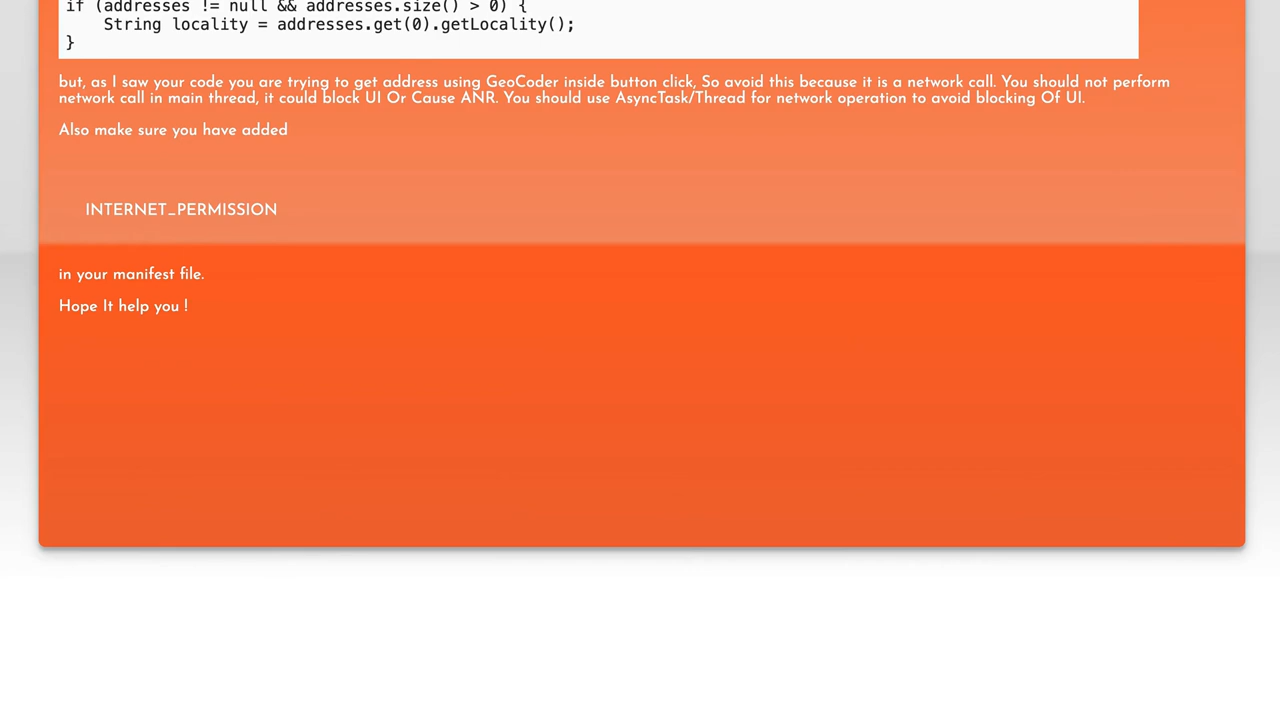 if (addresses != null && addresses.size() > 0) {
    String locality = addresses.get(0).getLocality();
}
but, as I saw your code you are trying to get address using GeoCoder inside button click, So avoid this because it is a network call. You should not perform
network call in main thread, it could block UI Or Cause ANR. You should use AsyncTask/Thread for network operation to avoid blocking Of UI.
Also make sure you have added
INTERNET_PERMISSION
in your manifest file.
Hope It help you !